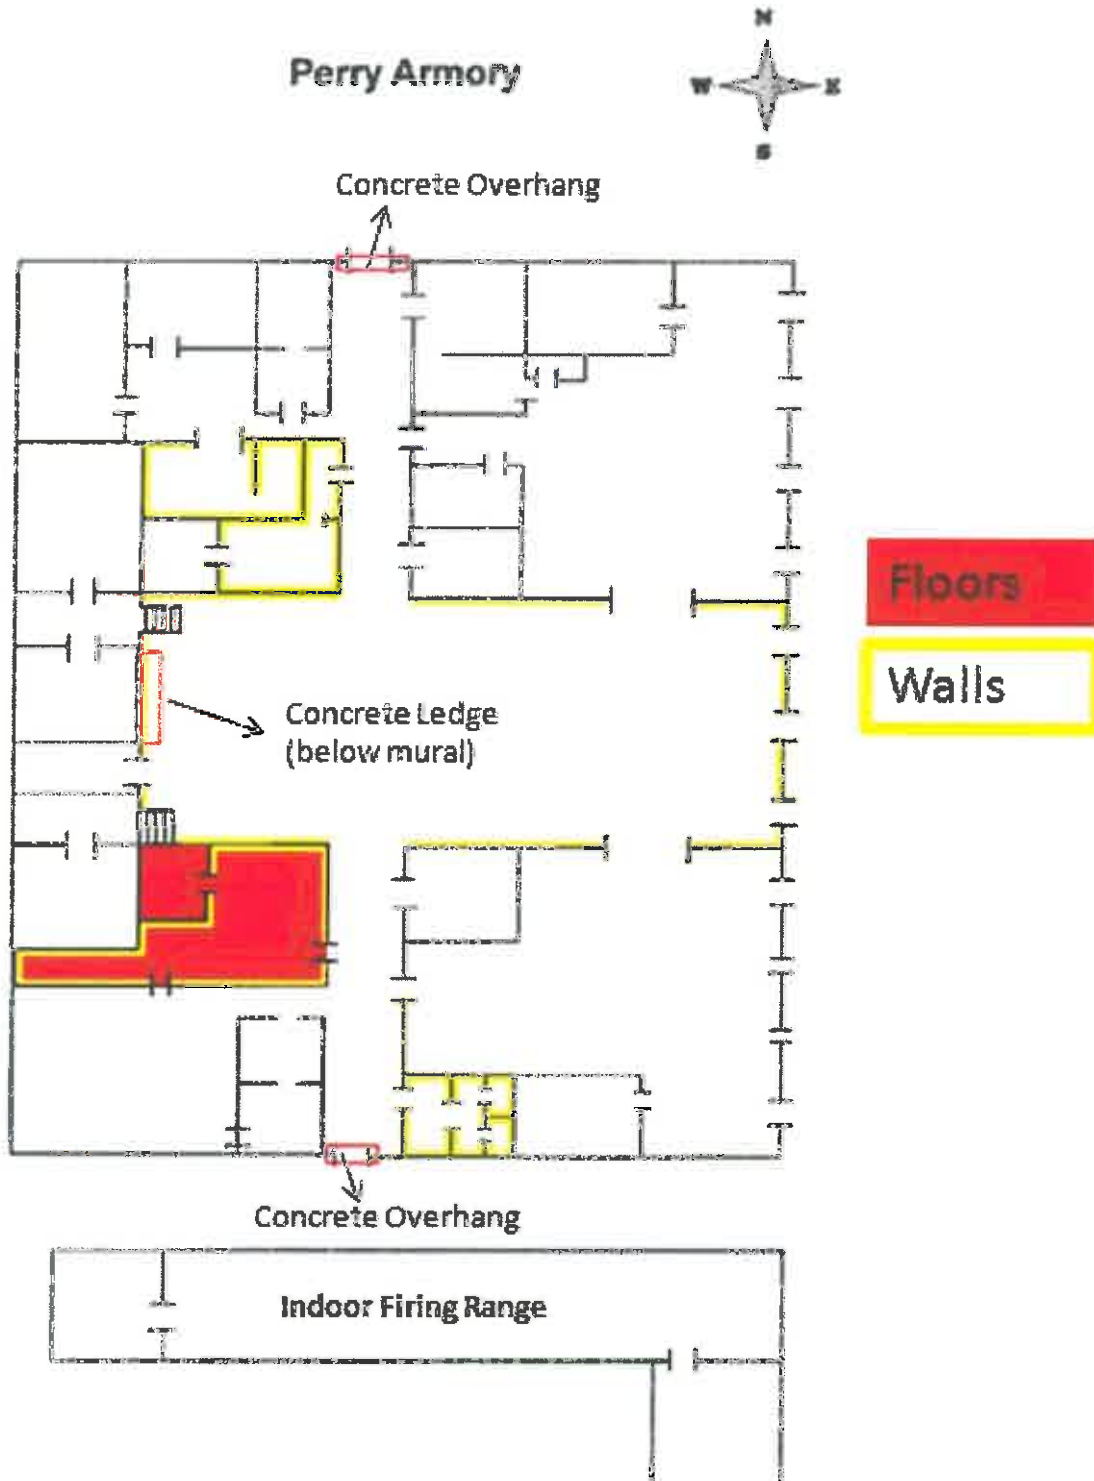 N
Perry Armory
W E
S
Concrete Overhang
Floors
Walls
Concrete Ledge
(below mural)
Concrete Overhang
Indoor Firing Range